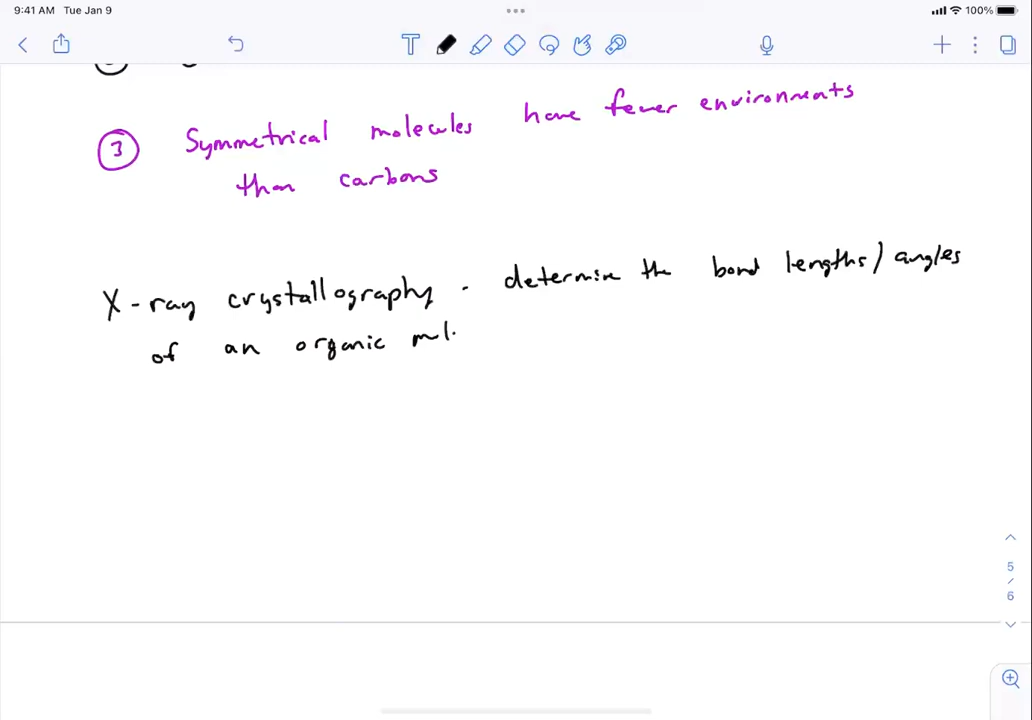 9:41 AM Tue Jan 9
100%
3 Symmetrical molecules have fewer environments
than carbons
X-ray crystallography - determine the bond lengths/angles
of an organic ml.
5
/
6